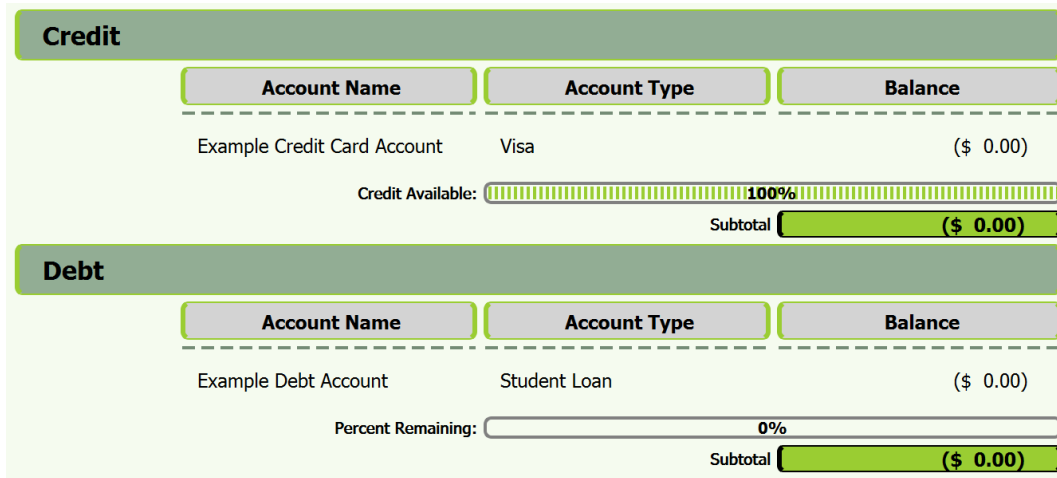 Credit
Account Name Account Type Balance
Example Credit Card Account Visa ($ 0.00)
Credit Available: 100%
Subtotal ($ 0.00)
Debt
Account Name Account Type Balance
Example Debt Account Student Loan ($ 0.00)
Percent Remaining: 0%
Subtotal ($ 0.00)